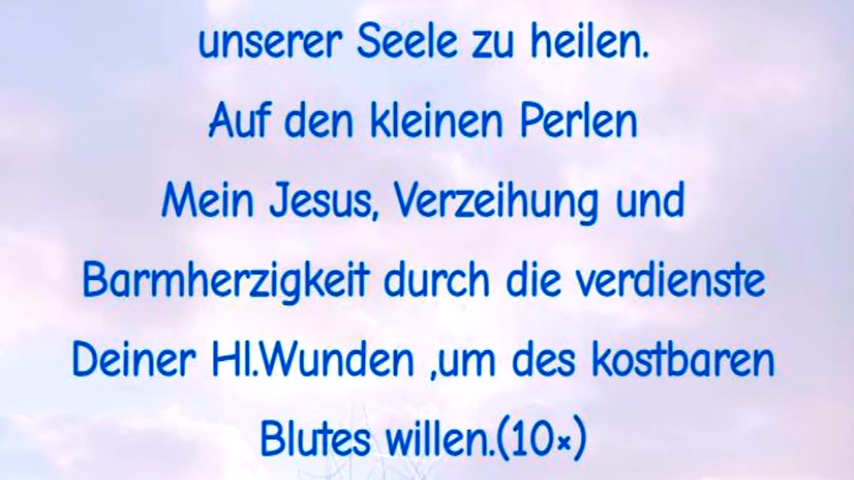 unserer Seele zu heilen.
Auf den kleinen Perlen
Mein Jesus, Verzeihung und
Barmherzigkeit durch die verdienste
Deiner Hl.Wunden ,um des kostbaren
Blutes willen.(10×)